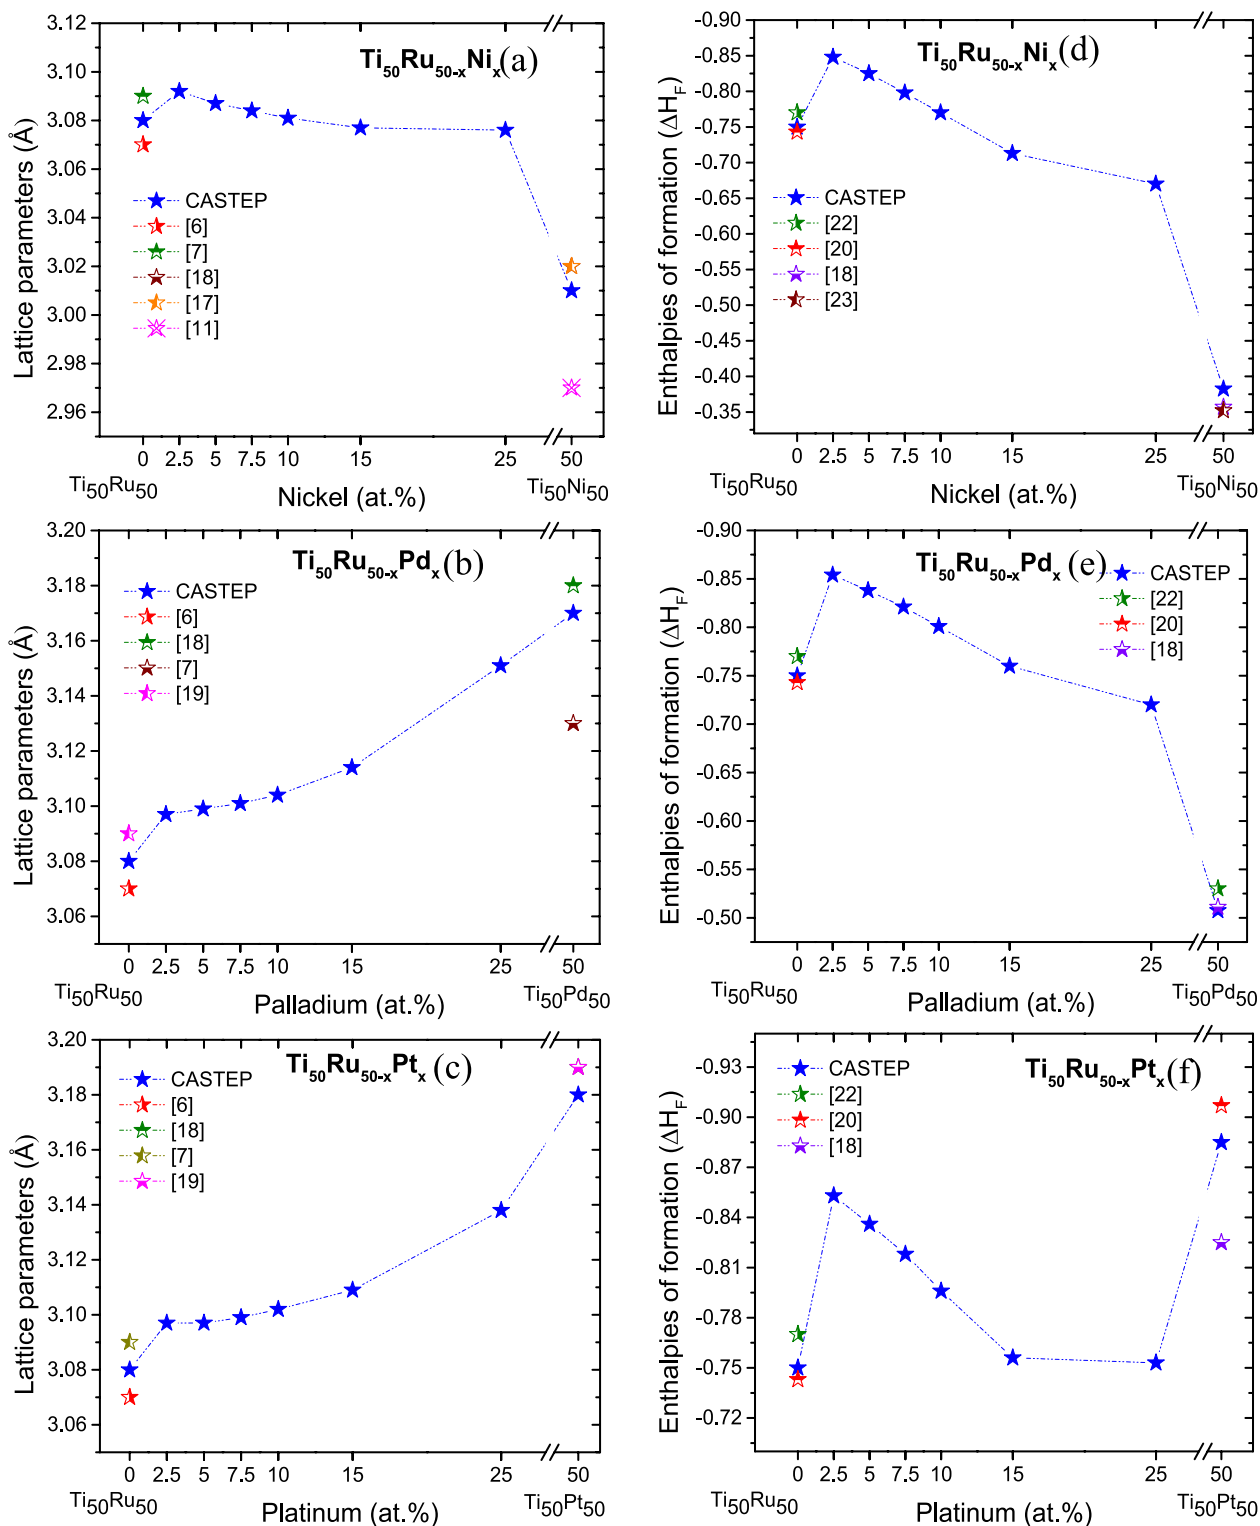 Ti50Ru50-xNix (a)
Lattice parameters (Å)
3.12
3.10
3.08
3.06
3.04
3.02
3.00
2.98
2.96
CASTEP
[6]
[7]
[18]
[17]
[11]
0 2.5 5 7.5 10 15 25 50
Ti50Ru50 Nickel (at.%) Ti50Ni50
Ti50Ru50-xNix (d)
Enthalpies of formation (ΔHF)
-0.90
-0.85
-0.80
-0.75
-0.70
-0.65
-0.60
-0.55
-0.50
-0.45
-0.40
-0.35
CASTEP
[22]
[20]
[18]
[23]
0 2.5 5 7.5 10 15 25 50
Ti50Ru50 Nickel (at.%) Ti50Ni50
Ti50Ru50-xPdx (b)
Lattice parameters (Å)
3.20
3.18
3.16
3.14
3.12
3.10
3.08
3.06
CASTEP
[6]
[18]
[7]
[19]
0 2.5 5 7.5 10 15 25 50
Ti50Ru50 Palladium (at.%) Ti50Pd50
Ti50Ru50-xPdx (e)
Enthalpies of formation (ΔHF)
-0.90
-0.85
-0.80
-0.75
-0.70
-0.65
-0.60
-0.55
-0.50
CASTEP
[22]
[20]
[18]
0 2.5 5 7.5 10 15 25 50
Ti50Ru50 Palladium (at.%) Ti50Pd50
Ti50Ru50-xPtx (c)
Lattice parameters (Å)
3.20
3.18
3.16
3.14
3.12
3.10
3.08
3.06
CASTEP
[6]
[18]
[7]
[19]
0 2.5 5 7.5 10 15 25 50
Ti50Ru50 Platinum (at.%) Ti50Pt50
Ti50Ru50-xPtx (f)
Enthalpies of formation (ΔHF)
-0.93
-0.90
-0.87
-0.84
-0.81
-0.78
-0.75
-0.72
CASTEP
[22]
[20]
[18]
0 2.5 5 7.5 10 15 25 50
Ti50Ru50 Platinum (at.%) Ti50Pt50